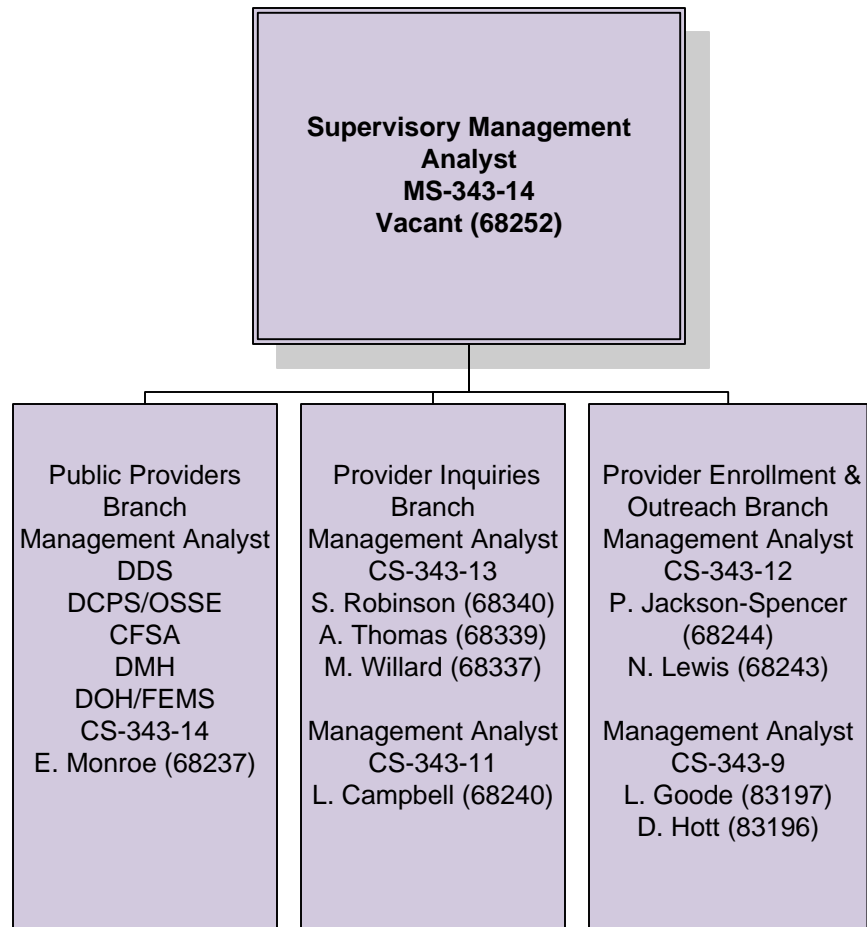 Supervisory Management
Analyst
MS-343-14
Vacant (68252)
Public Providers
Branch
Management Analyst
DDS
DCPS/OSSE
CFSA
DMH
DOH/FEMS
CS-343-14
E. Monroe (68237)
Provider Inquiries
Branch
Management Analyst
CS-343-13
S. Robinson (68340)
A. Thomas (68339)
M. Willard (68337)
Management Analyst
CS-343-11
L. Campbell (68240)
Provider Enrollment &
Outreach Branch
Management Analyst
CS-343-12
P. Jackson-Spencer
(68244)
N. Lewis (68243)
Management Analyst
CS-343-9
L. Goode (83197)
D. Hott (83196)